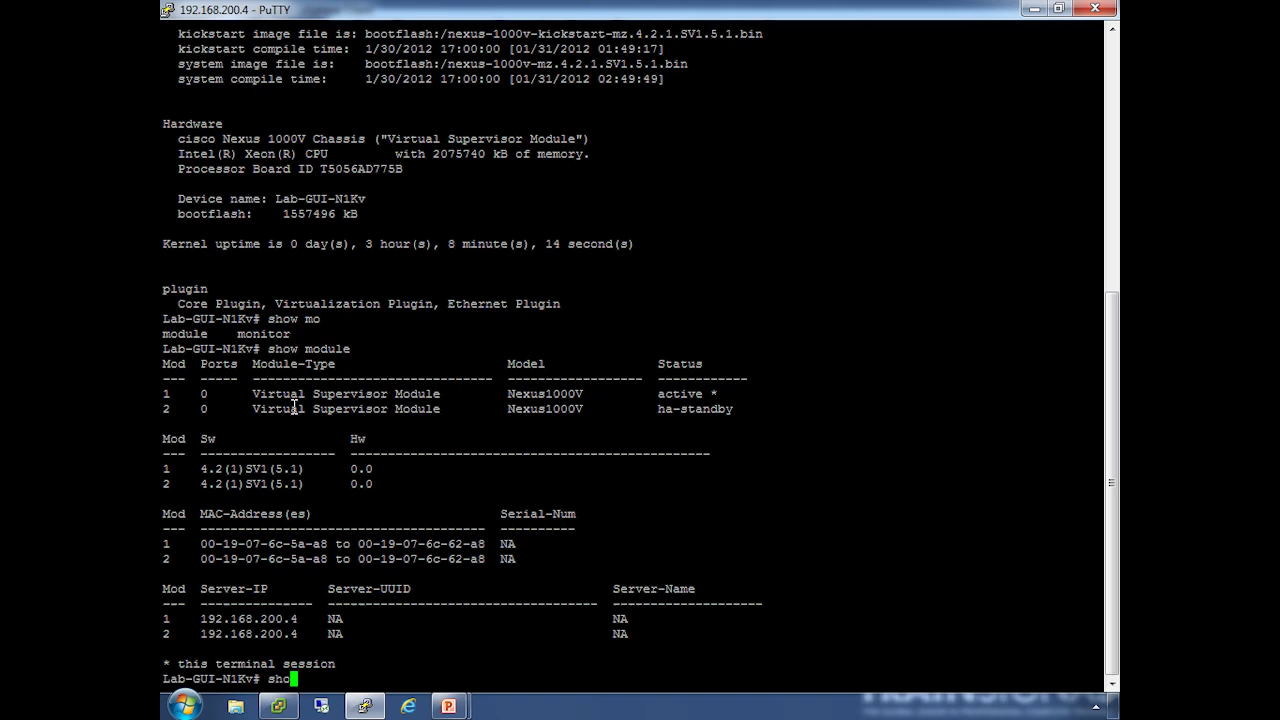 192.168.200.4 - PuTTY
kickstart image file is: bootflash:/nexus-1000v-kickstart-mz.4.2.1.SV1.5.1.bin
kickstart compile time: 1/30/2012 17:00:00 [01/31/2012 01:49:17]
system image file is: bootflash:/nexus-1000v-mz.4.2.1.SV1.5.1.bin
system compile time: 1/30/2012 17:00:00 [01/31/2012 02:49:49]
Hardware
cisco Nexus 1000V Chassis ("Virtual Supervisor Module")
Intel(R) Xeon(R) CPU with 2075740 kB of memory.
Processor Board ID T5056AD775B
Device name: Lab-GUI-N1Kv
bootflash: 1557496 kB
Kernel uptime is 0 day(s), 3 hour(s), 8 minute(s), 14 second(s)
plugin
Core Plugin, Virtualization Plugin, Ethernet Plugin
Lab-GUI-N1Kv# show mo
module monitor
Lab-GUI-N1Kv# show module
Mod Ports Module-Type Model Status
--- ----- -------------------------------- ------------------ ------------
1 0 Virtual Supervisor Module Nexus1000V active *
2 0 Virtual Supervisor Module Nexus1000V ha-standby
Mod Sw Hw
--- ------------------ ------------------------------------------------
1 4.2(1)SV1(5.1) 0.0
2 4.2(1)SV1(5.1) 0.0
Mod MAC-Address(es) Serial-Num
--- -------------------------------------- ----------
1 00-19-07-6c-5a-a8 to 00-19-07-6c-62-a8 NA
2 00-19-07-6c-5a-a8 to 00-19-07-6c-62-a8 NA
Mod Server-IP Server-UUID Server-Name
--- --------------- ------------------------------------ --------------------
1 192.168.200.4 NA NA
2 192.168.200.4 NA NA
* this terminal session
Lab-GUI-N1Kv# sho